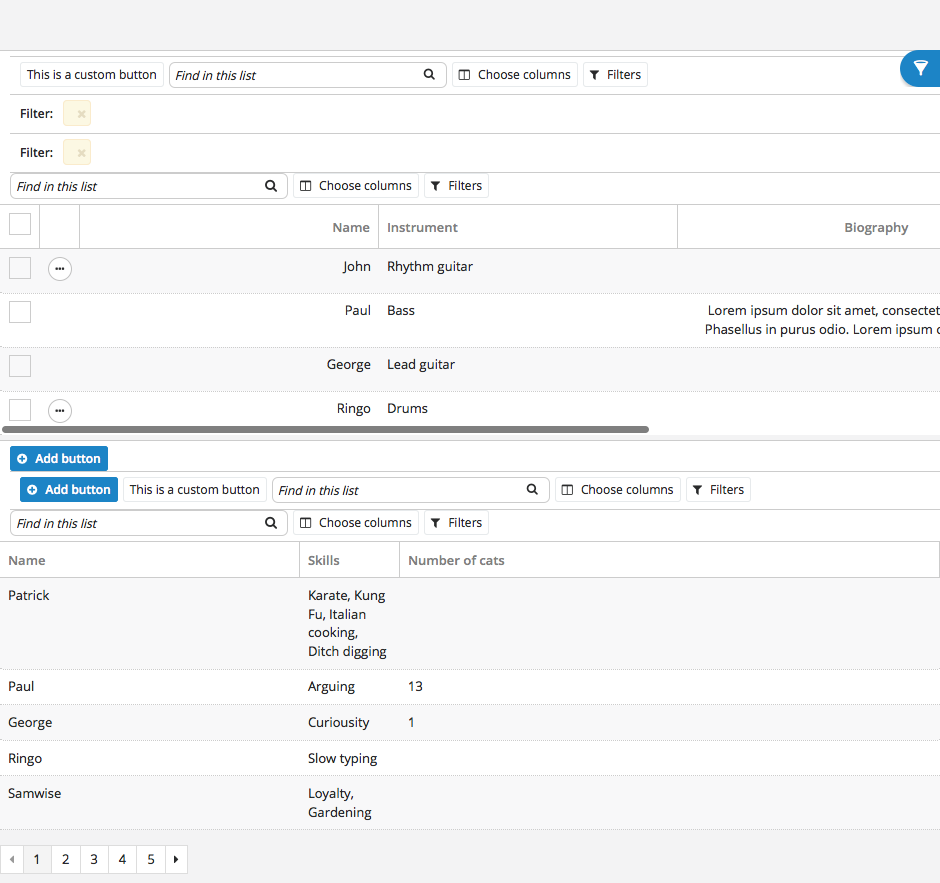 This is a custom button Find in this list Choose columns Filters
Filter:
Filter:
Find in this list Choose columns Filters
Name Instrument Biography
John Rhythm guitar
Paul Bass Lorem ipsum dolor sit amet, consectet
Phasellus in purus odio. Lorem ipsum
George Lead guitar
Ringo Drums
Add button
Add button This is a custom button Find in this list Choose columns Filters
Find in this list Choose columns Filters
Name Skills Number of cats
Patrick Karate, Kung
Fu, Italian
cooking,
Ditch digging
Paul Arguing 13
George Curiousity 1
Ringo Slow typing
Samwise Loyalty,
Gardening
1 2 3 4 5